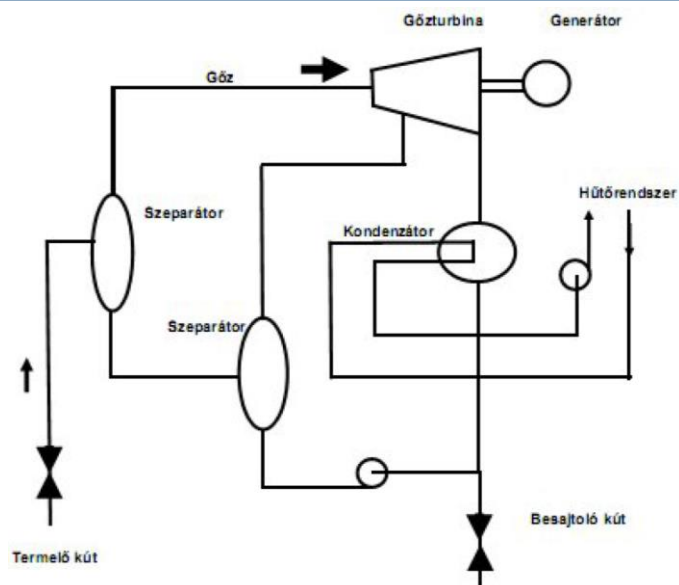 Gőzturbina
Generátor
Gőz
Szeparátor
Hűtőrendszer
Kondenzátor
Szeparátor
Besajtoló kút
Termelő kút